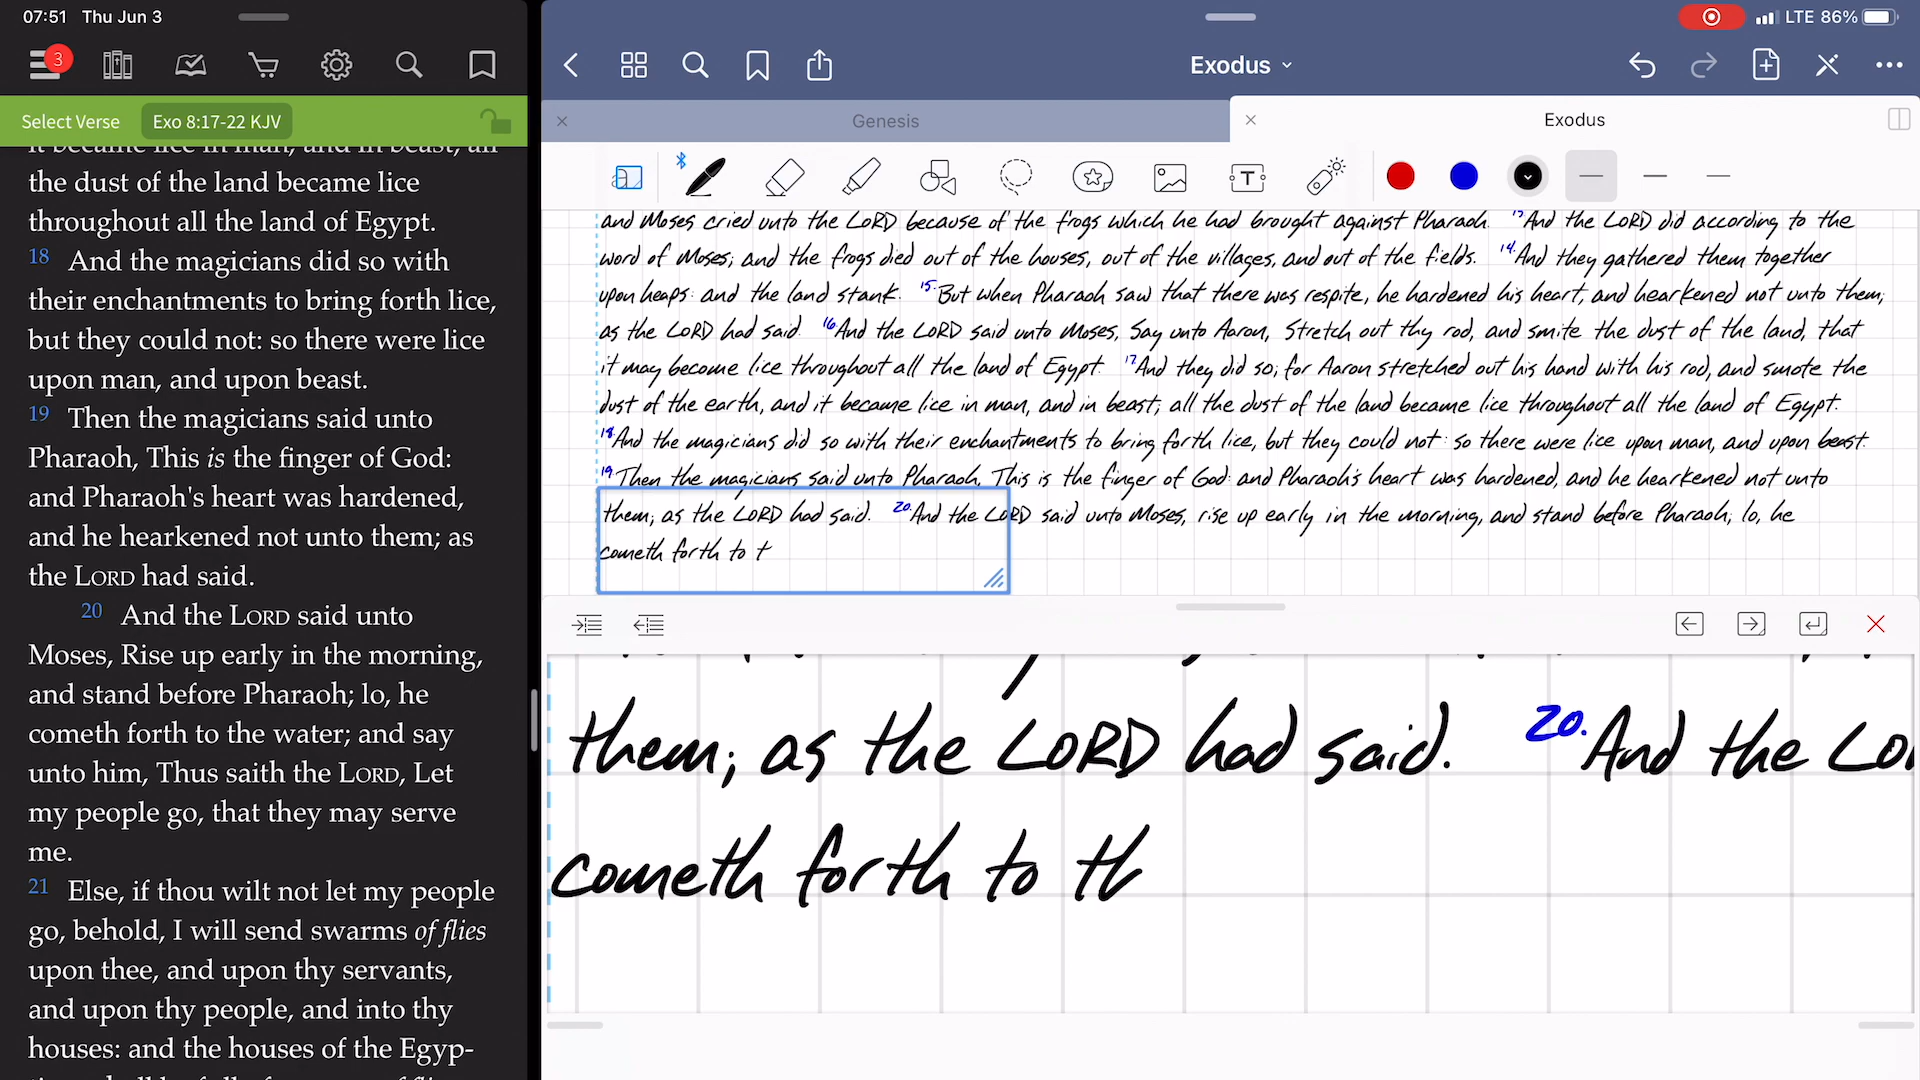 07:51 Thu Jun 3
LTE 86%
3
Select Verse Exo 8:17-22 KJV
it became lice in man, and in beast; all
the dust of the land became lice
throughout all the land of Egypt.
18 And the magicians did so with
their enchantments to bring forth lice,
but they could not: so there were lice
upon man, and upon beast.
19 Then the magicians said unto
Pharaoh, This is the finger of God:
and Pharaoh's heart was hardened,
and he hearkened not unto them; as
the LORD had said.
20 And the LORD said unto
Moses, Rise up early in the morning,
and stand before Pharaoh; lo, he
cometh forth to the water; and say
unto him, Thus saith the LORD, Let
my people go, that they may serve
me.
21 Else, if thou wilt not let my people
go, behold, I will send swarms of flies
upon thee, and upon thy servants,
and upon thy people, and into thy
houses: and the houses of the Egyp-
Exodus
Genesis
Exodus
and Moses cried unto the LORD because of the frogs which he had brought against Pharaoh. 13. And the LORD did according to the
word of Moses; and the frogs died out of the houses, out of the villages, and out of the fields. 14. And they gathered them together
upon heaps: and the land stank. 15. But when Pharaoh saw that there was respite, he hardened his heart, and hearkened not unto them;
as the LORD had said. 16. And the LORD said unto Moses, Say unto Aaron, Stretch out thy rod, and smite the dust of the land, that
it may become lice throughout all the land of Egypt. 17. And they did so; for Aaron stretched out his hand with his rod, and smote the
dust of the earth, and it became lice in man, and in beast; all the dust of the land became lice throughout all the land of Egypt.
18. And the magicians did so with their enchantments to bring forth lice, but they could not: so there were lice upon man, and upon beast.
19. Then the magicians said unto Pharaoh, This is the finger of God: and Pharaoh's heart was hardened, and he hearkened not unto
them; as the LORD had said. 20. And the LORD said unto Moses, rise up early in the morning, and stand before Pharaoh; lo, he
cometh forth to t
them; as the LORD had said. 20. And the LOR
cometh forth to th